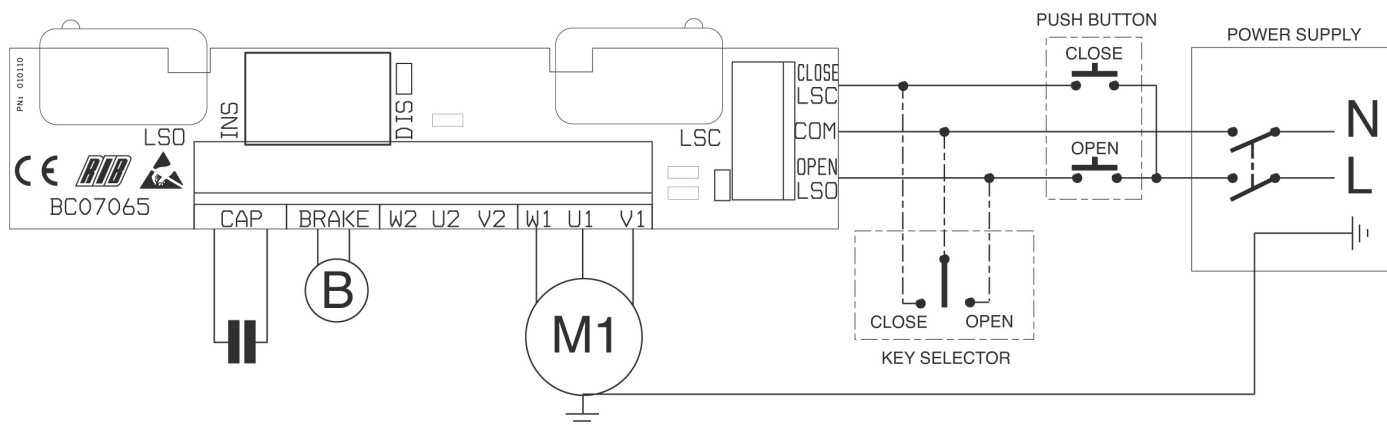 PUSH BUTTON
POWER SUPPLY
CLOSE
PN: 010110
LSO
INS
DIS
LSC
CLOSE
LSC
COM
OPEN
LSO
OPEN
N
L
CE RIB
BC07065
CAP BRAKE W2 U2 V2 W1 U1 V1
B
M1
CLOSE OPEN
KEY SELECTOR